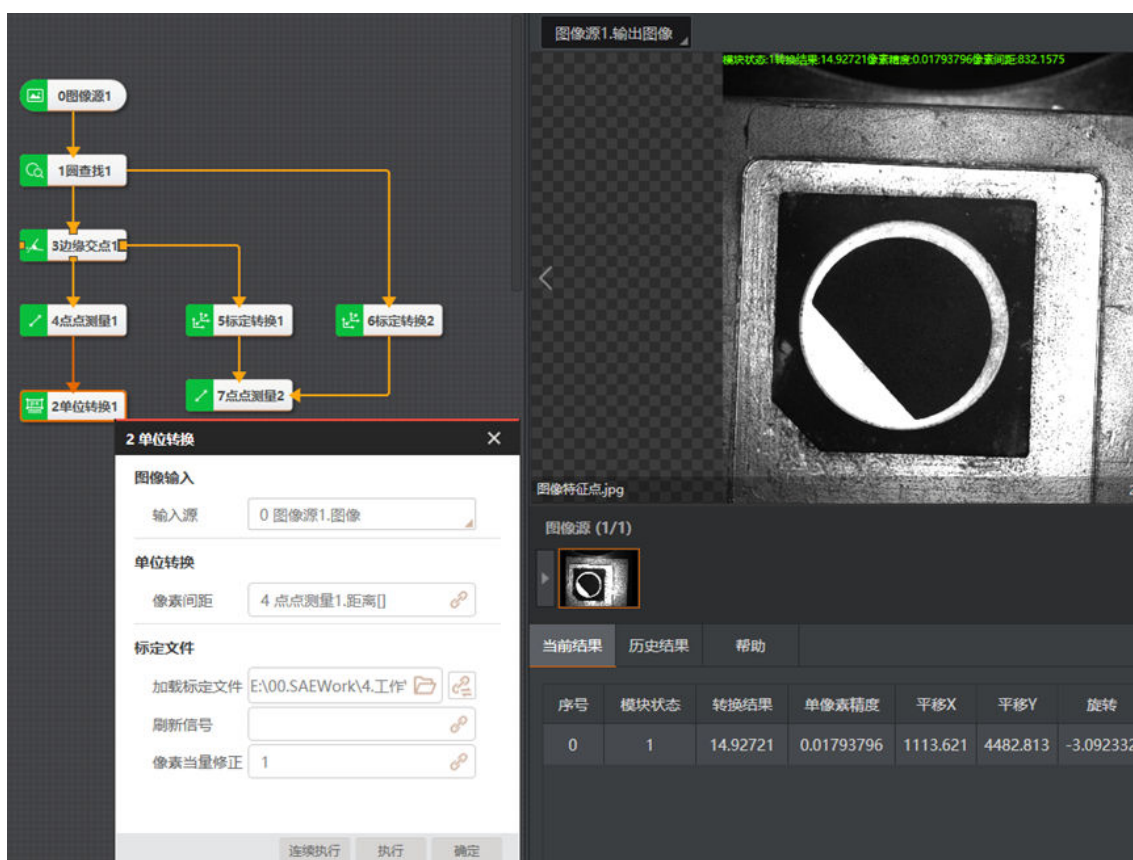 0图像源1
1圆查找1
3边缘交点1
4点点测量1
5标定转换1
6标定转换2
2单位转换1
7点点测量2
2 单位转换
图像输入
输入源
0 图像源1.图像
单位转换
像素间距
4 点点测量1.距离[]
标定文件
加载标定文件
E:\00.SAEWork\4.工作
刷新信号
像素当量修正
1
连续执行 执行 确定
图像源1.输出图像
模块状态:1转换结果:14.92721像素精度:0.01793796像素间距:832.1575
图像特征点.jpg
图像源 (1/1)
当前结果 历史结果 帮助
序号 模块状态 转换结果 单像素精度 平移X 平移Y 旋转
0 1 14.92721 0.01793796 1113.621 4482.813 -3.092332